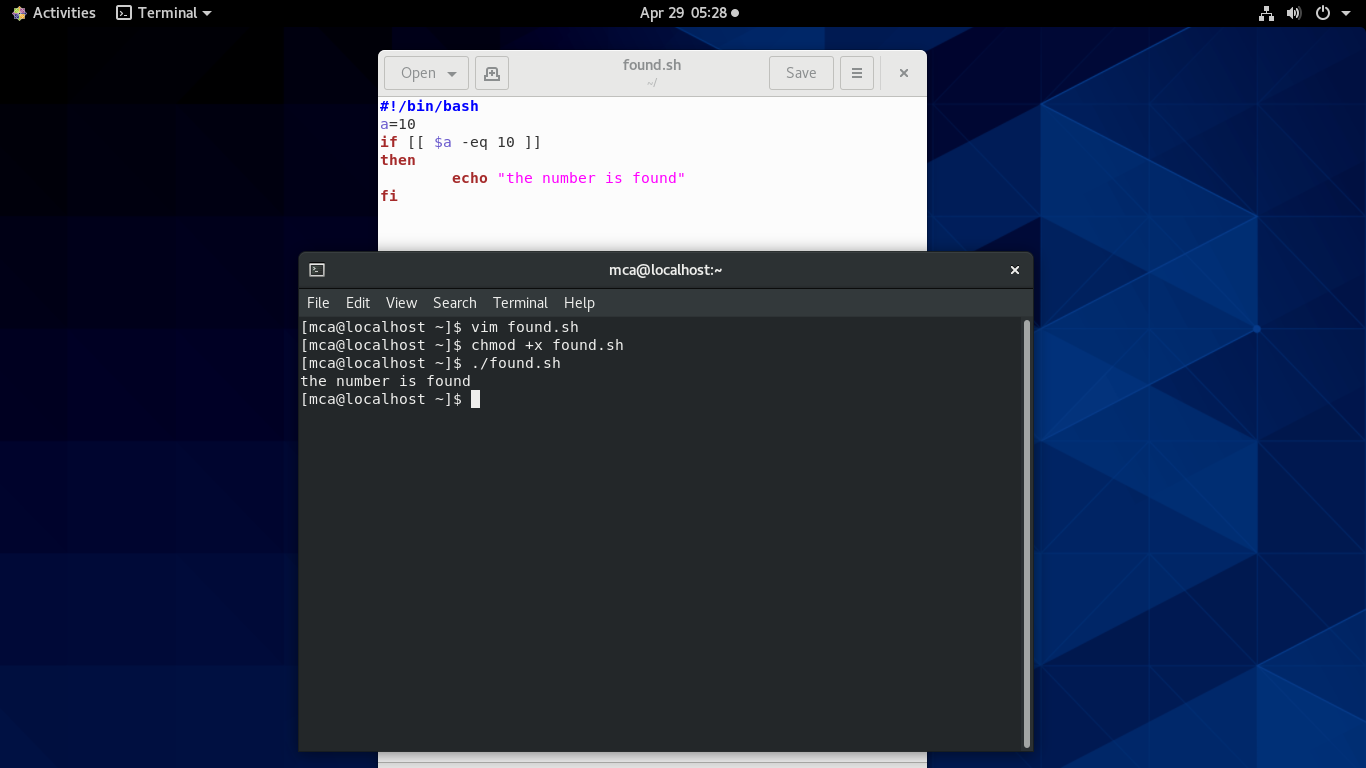 Activities Terminal Apr 29 05:28
Open found.sh Save
~/
#!/bin/bash
a=10
if [[ $a -eq 10 ]]
then
        echo "the number is found"
fi
mca@localhost:~
File Edit View Search Terminal Help
[mca@localhost ~]$ vim found.sh
[mca@localhost ~]$ chmod +x found.sh
[mca@localhost ~]$ ./found.sh
the number is found
[mca@localhost ~]$